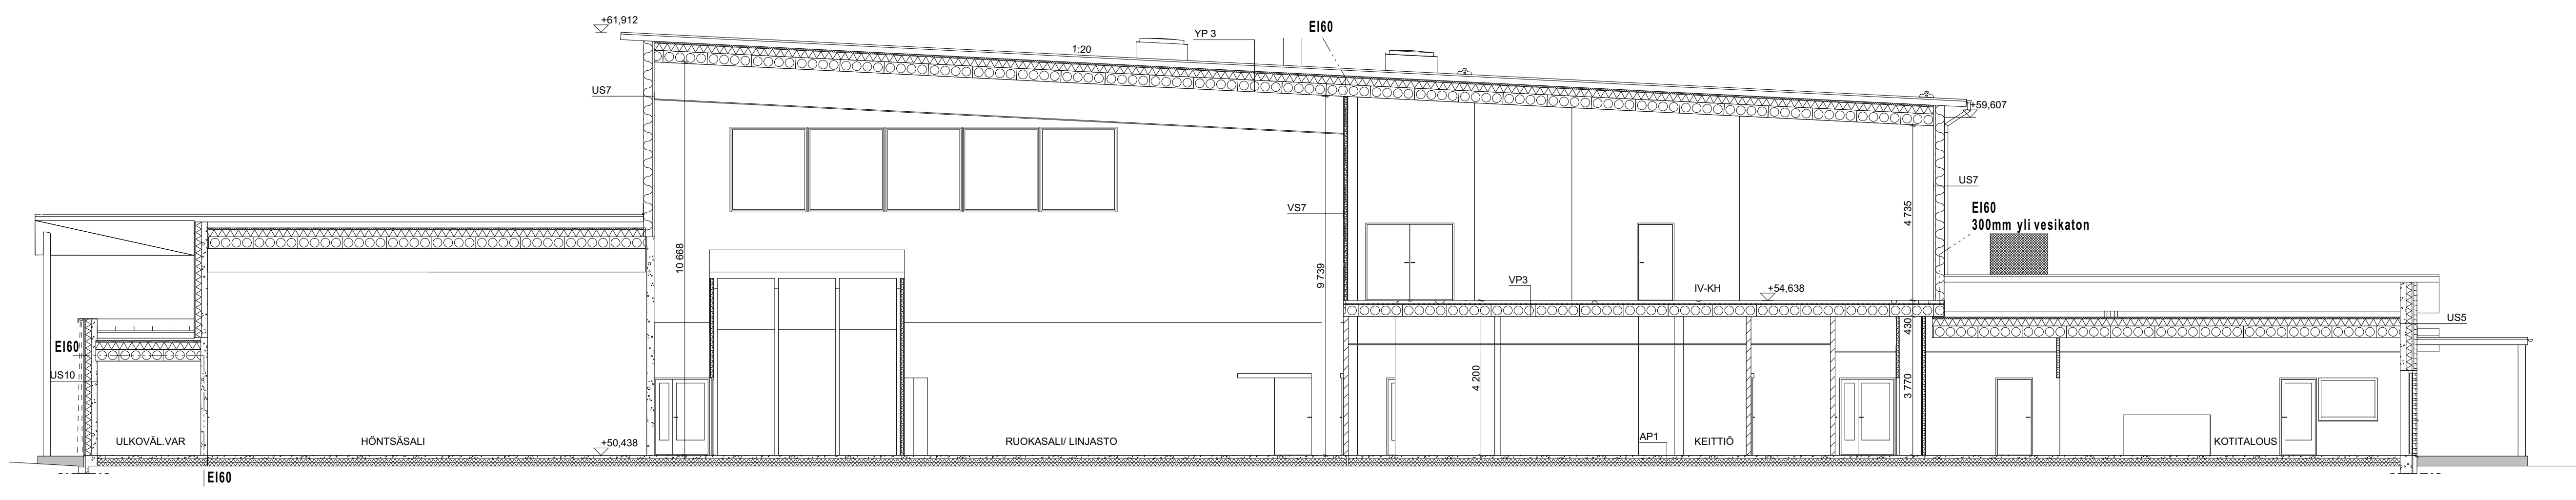 +61,912
EI60
YP 3
1:20
US7
+59,607
VS7
US7
EI60
300mm yli vesikaton
10 668
9 739
4 735
VP3
IV-KH
+54,638
430
EI60
US10
US5
4 200
3 770
ULKOVÄL.VAR
HÖNTSÄSALI
+50,438
RUOKASALI/ LINJASTO
AP1
KEITTIÖ
KOTITALOUS
EI60